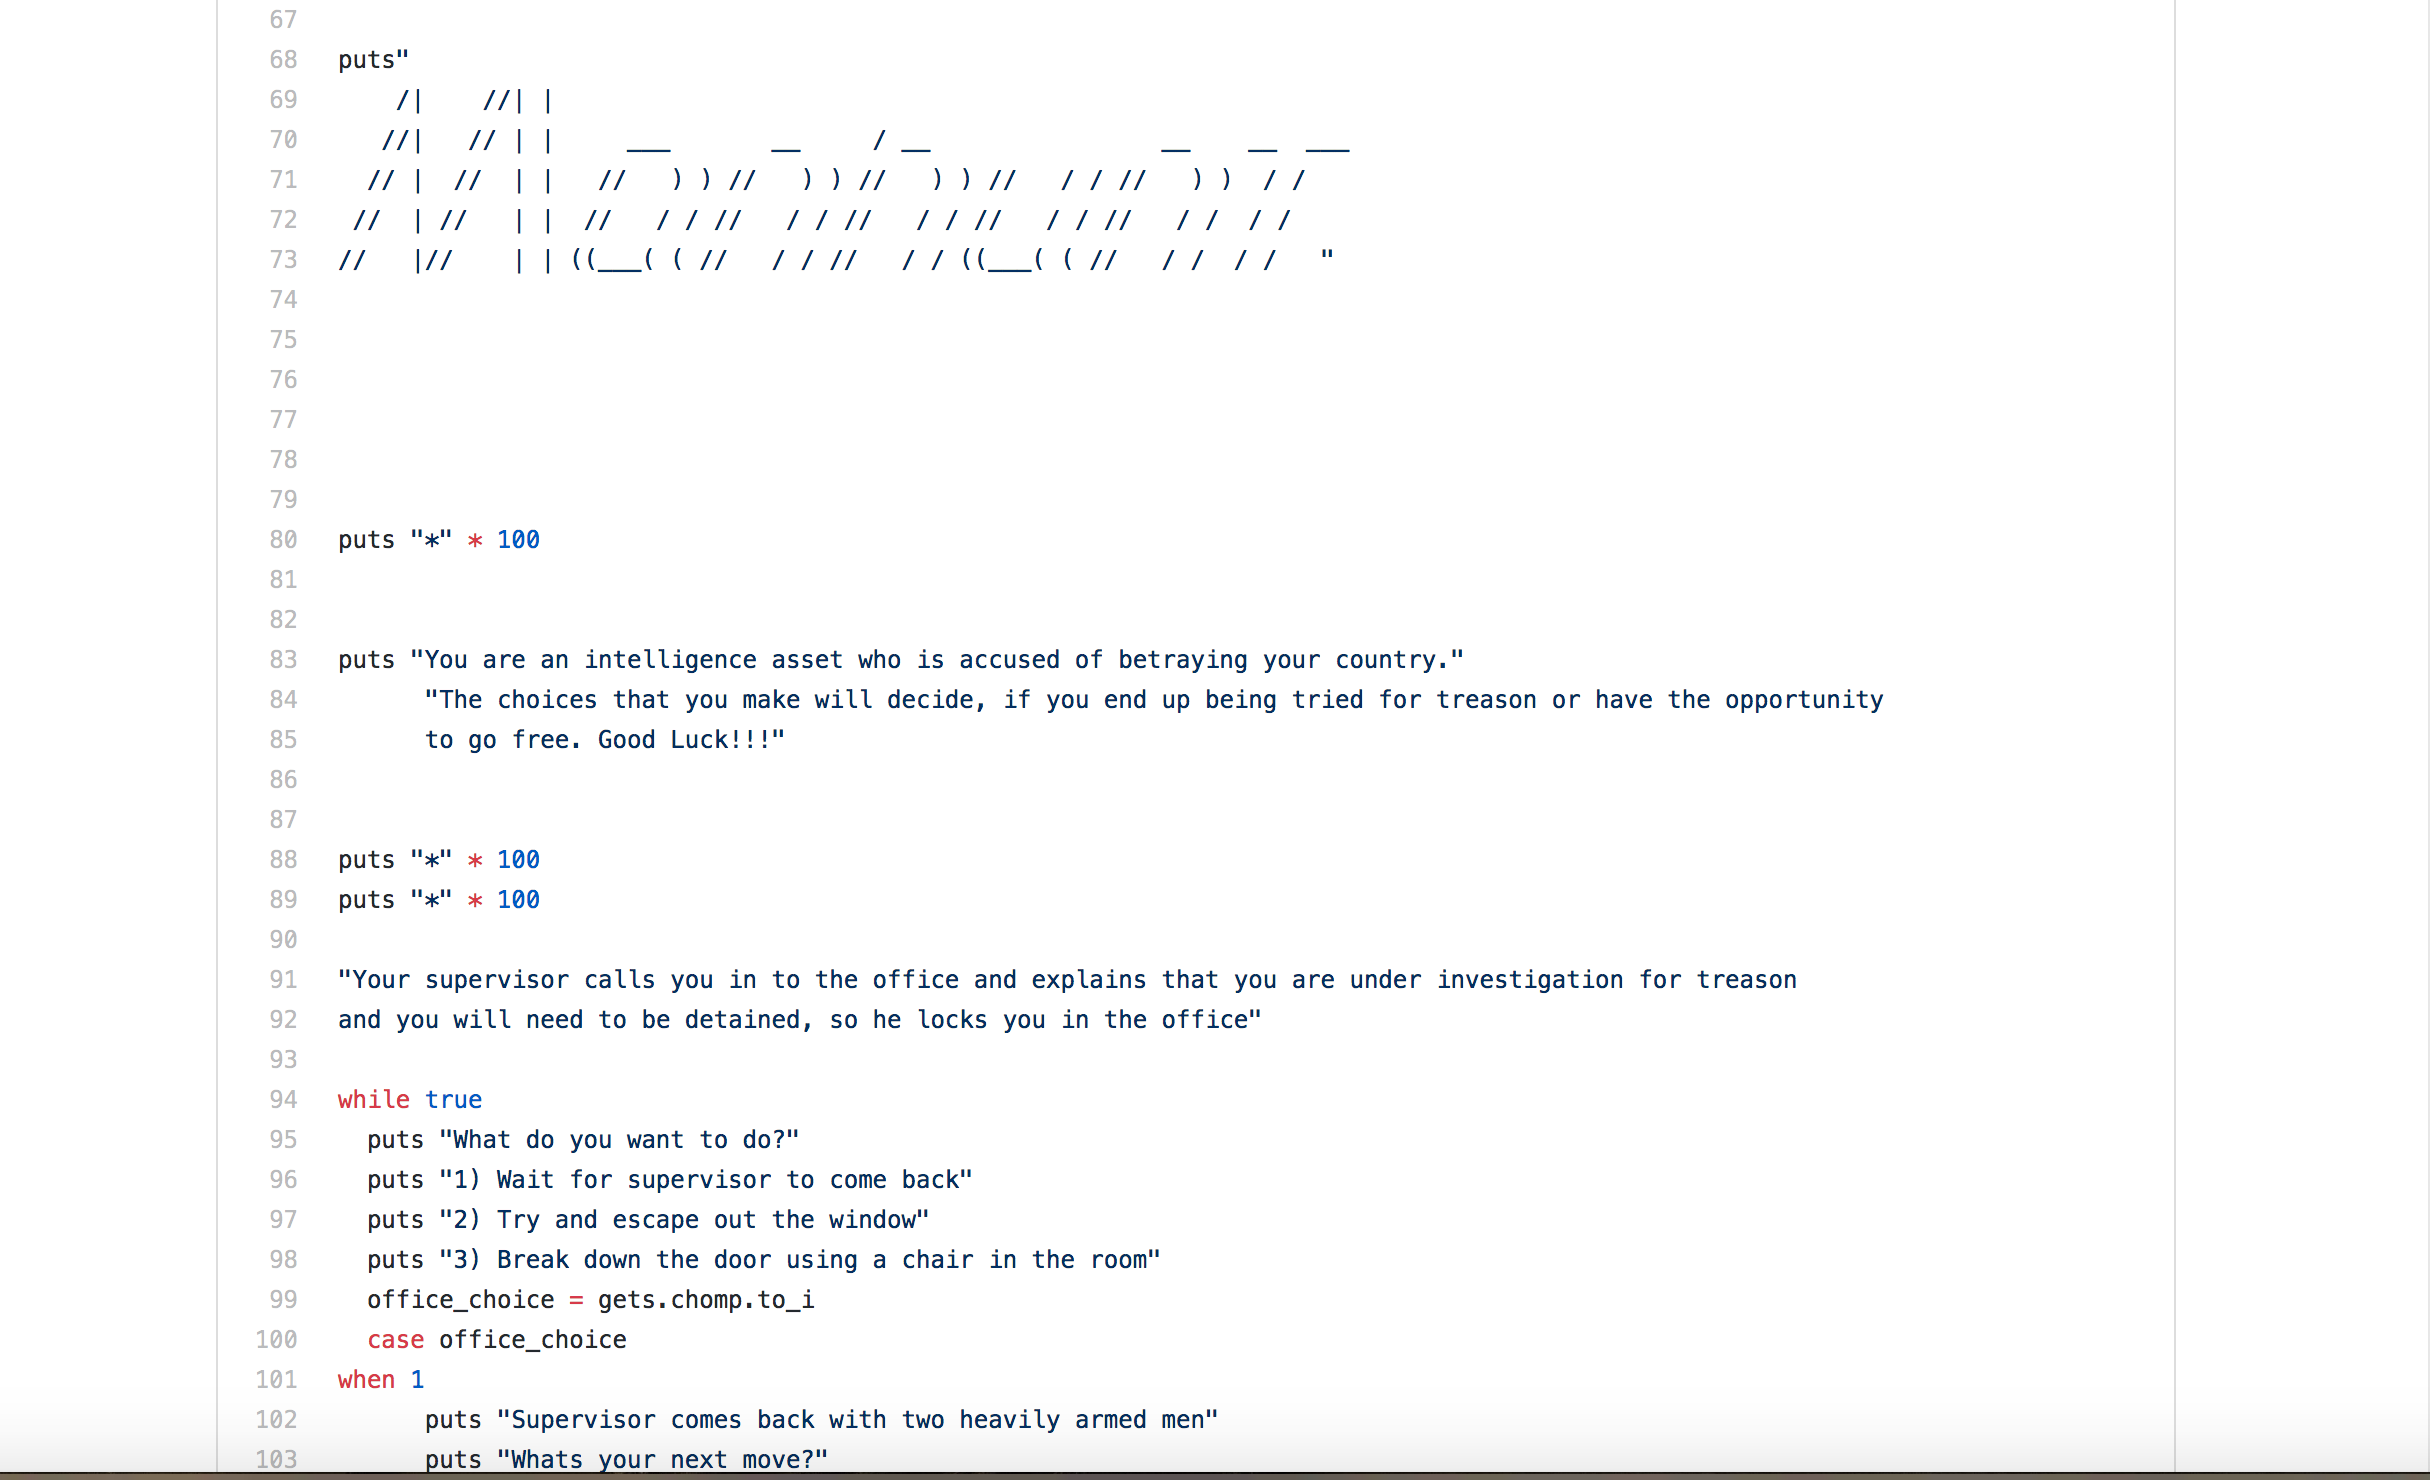 67
68   puts"
69       /|    //| |
70      //|   // | |     ___       __     / __                __    __  ___
71     // |  //  | |   //   ) ) //   ) ) //   ) ) //   / / //   ) )  / /
72    //  | //   | |  //   / / //   / / //   / / //   / / //   / /  / /
73   //   |//    | | ((___( ( //   / / //   / / ((___( ( //   / /  / /   "
74
75
76
77
78
79
80   puts "*" * 100
81
82
83   puts "You are an intelligence asset who is accused of betraying your country."
84         "The choices that you make will decide, if you end up being tried for treason or have the opportunity
85         to go free. Good Luck!!!"
86
87
88   puts "*" * 100
89   puts "*" * 100
90
91   "Your supervisor calls you in to the office and explains that you are under investigation for treason
92   and you will need to be detained, so he locks you in the office"
93
94   while true
95     puts "What do you want to do?"
96     puts "1) Wait for supervisor to come back"
97     puts "2) Try and escape out the window"
98     puts "3) Break down the door using a chair in the room"
99     office_choice = gets.chomp.to_i
100    case office_choice
101  when 1
102        puts "Supervisor comes back with two heavily armed men"
103        puts "Whats your next move?"